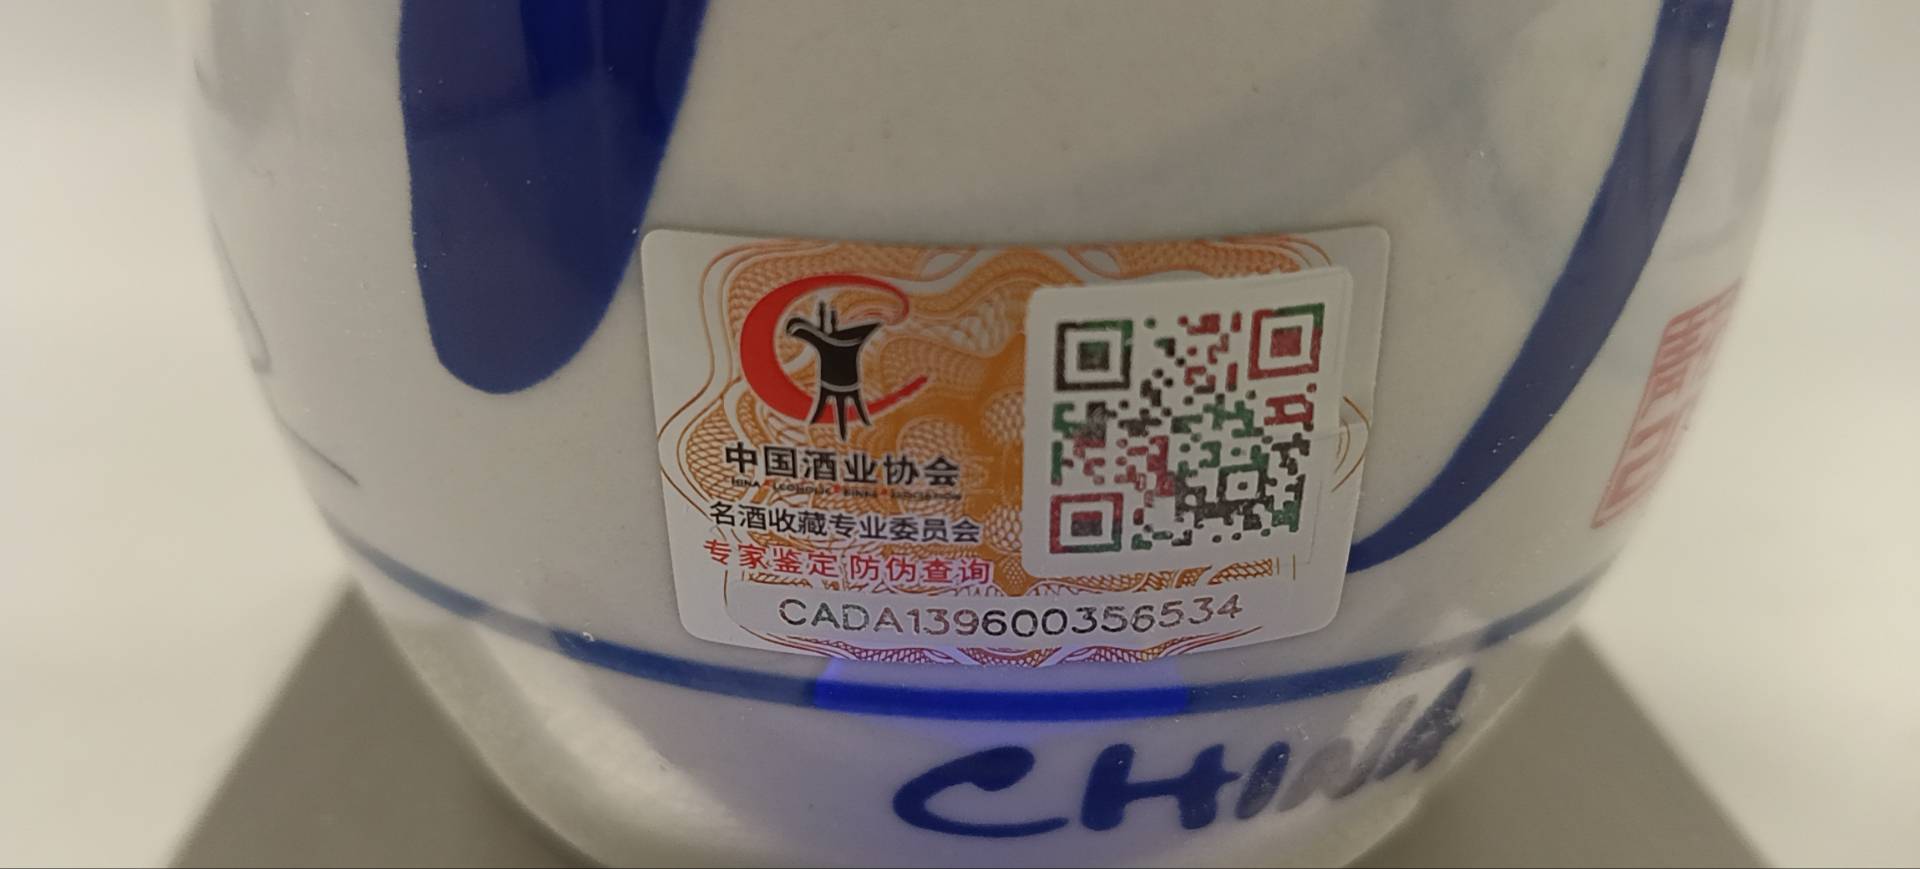 中国酒业协会
名酒收藏专业委员会
专家鉴定 防伪查询
CADA139600356534
CHINA